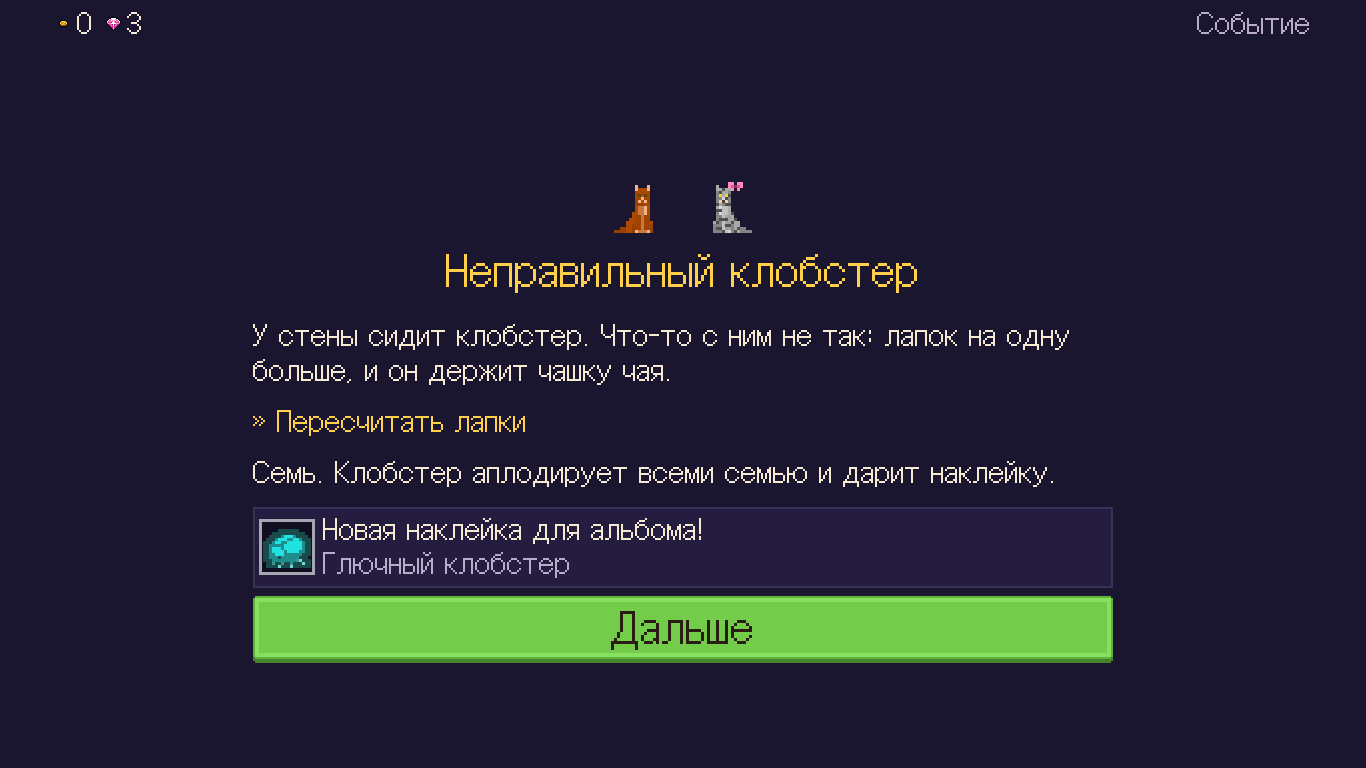 0 3
Событие
Неправильный клобстер
У стены сидит клобстер. Что-то с ним не так: лапок на одну
больше, и он держит чашку чая.
» Пересчитать лапки
Семь. Клобстер аплодирует всеми семью и дарит наклейку.
Новая наклейка для альбома!
Глючный клобстер
Дальше